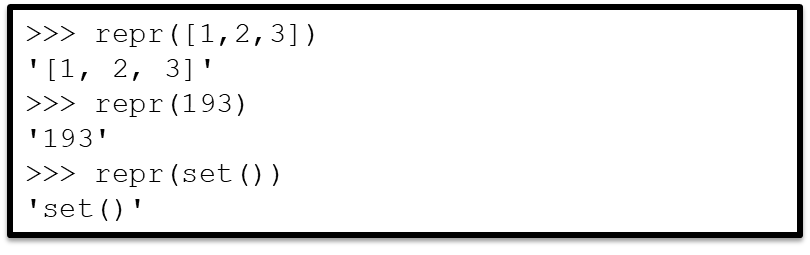 >>> repr([1,2,3])
'[1, 2, 3]'
>>> repr(193)
'193'
>>> repr(set())
'set()'